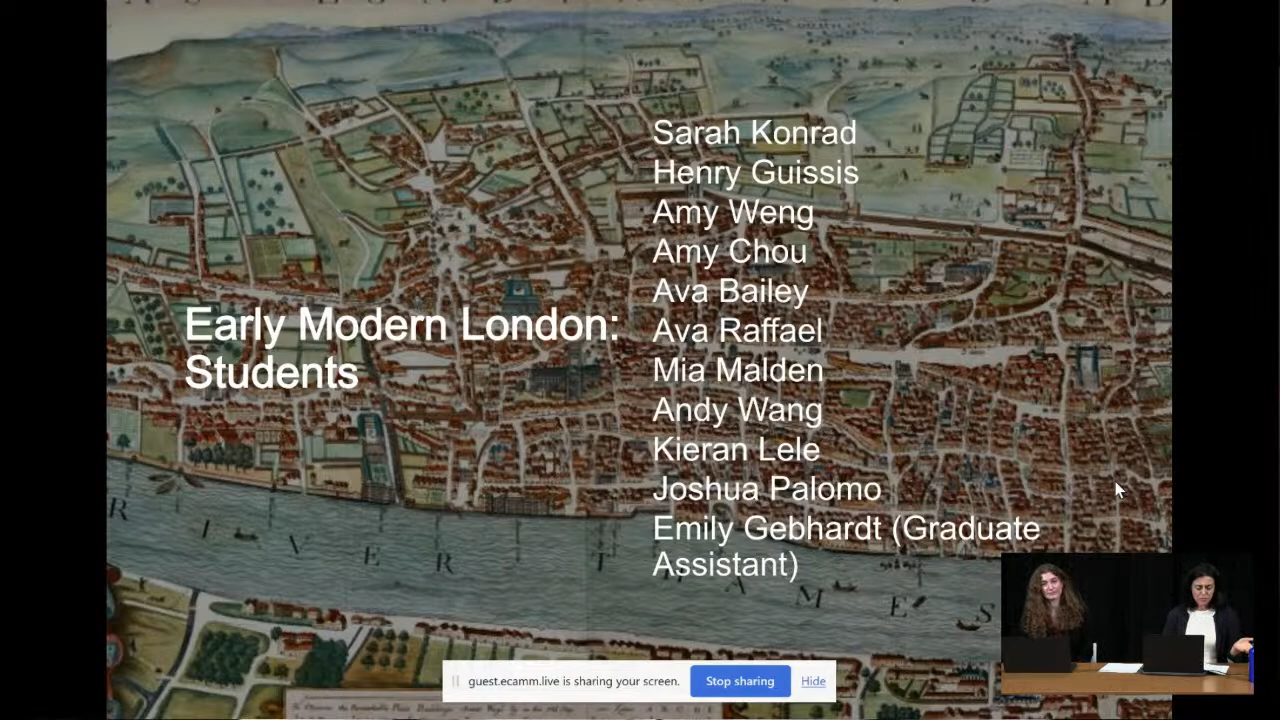 Early Modern London:
Students
Sarah Konrad
Henry Guissis
Amy Weng
Amy Chou
Ava Bailey
Ava Raffael
Mia Malden
Andy Wang
Kieran Lele
Joshua Palomo
Emily Gebhardt (Graduate
Assistant)
R I V E R T H A M E S
guest.ecamm.live is sharing your screen.
Stop sharing
Hide